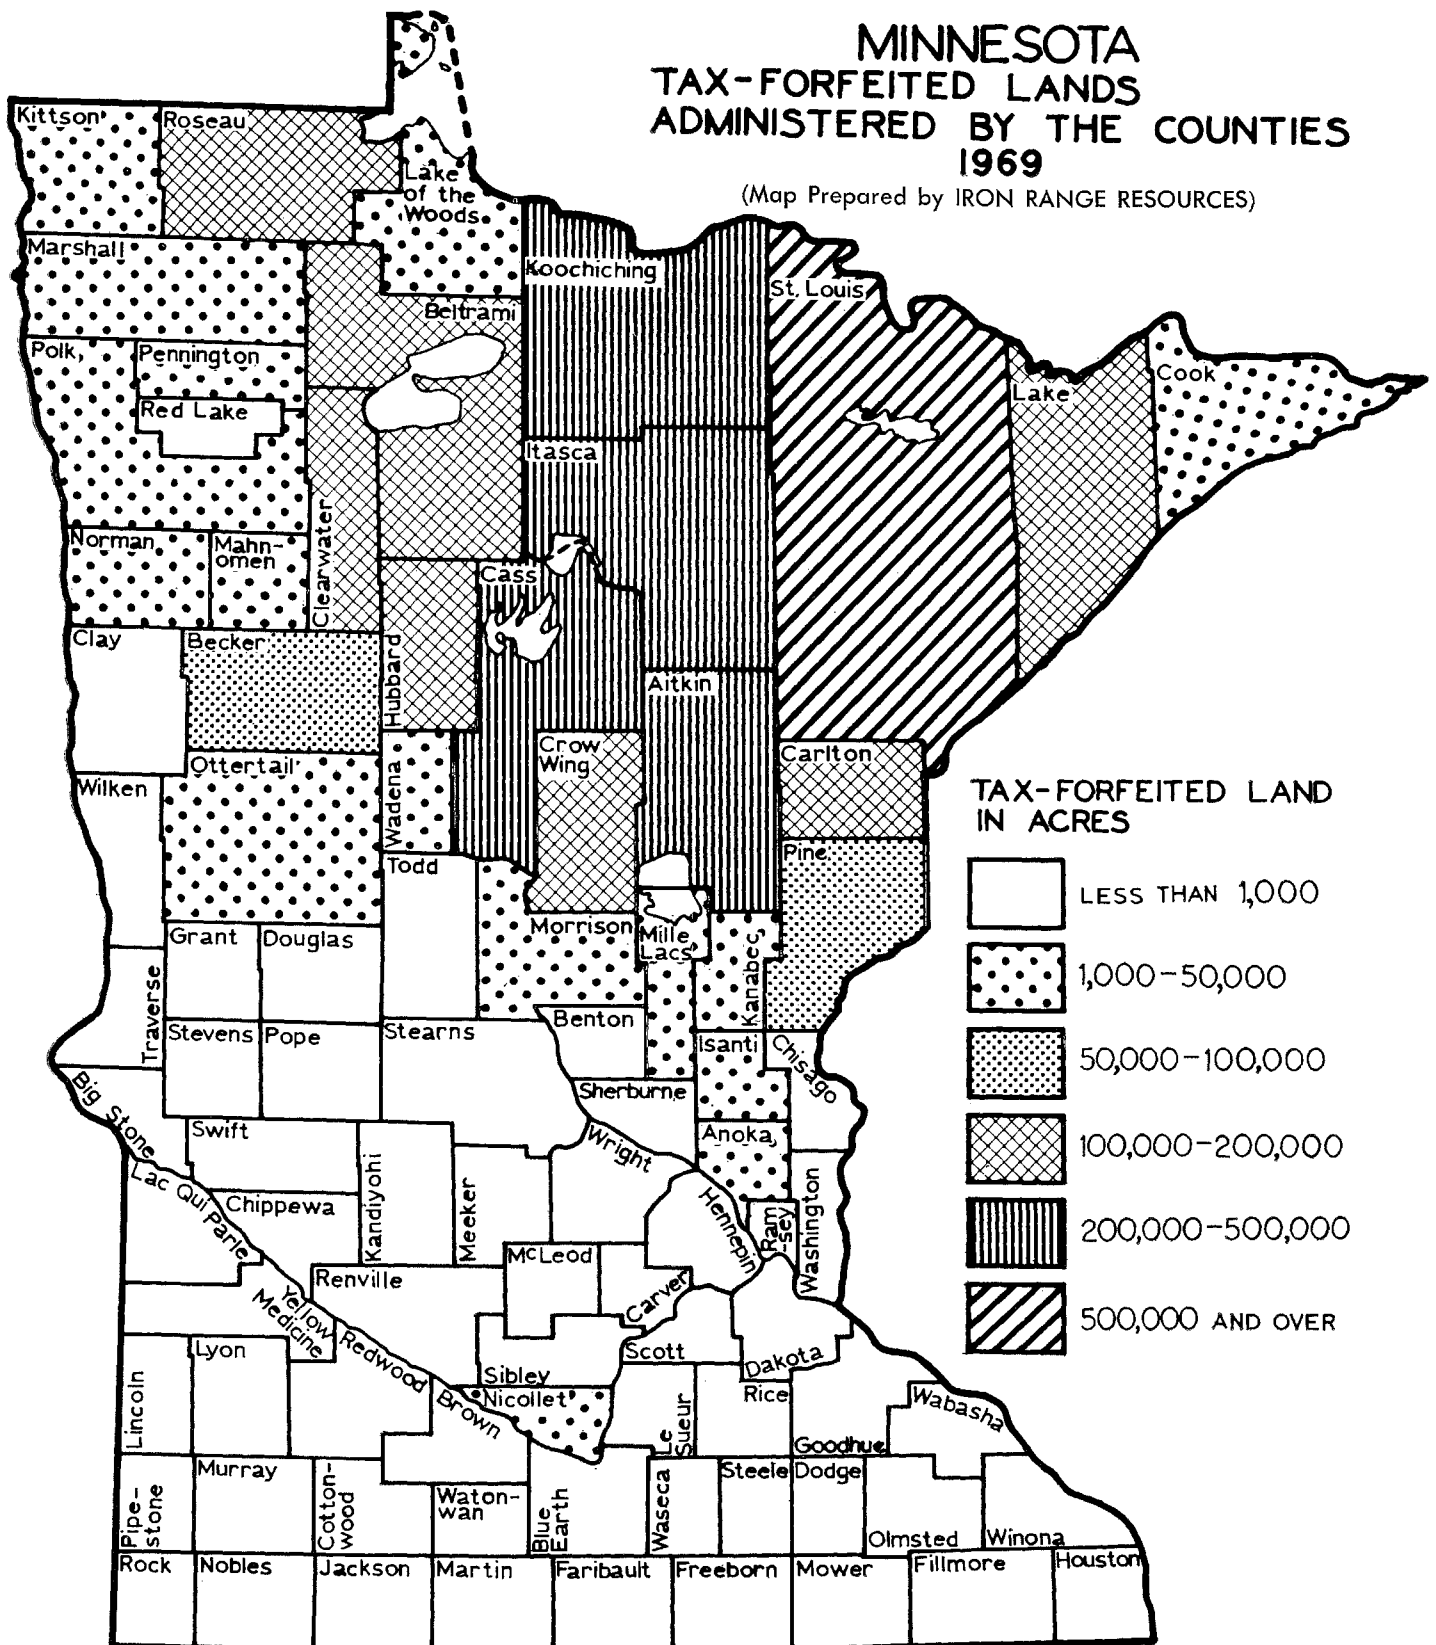 MINNESOTA
TAX-FORFEITED LANDS
ADMINISTERED BY THE COUNTIES
1969
(Map Prepared by IRON RANGE RESOURCES)
Kittson
Roseau
Lake
of the
Woods
Marshall
Koochiching
St. Louis
Beltrami
Polk
Pennington
Red Lake
Lake
Cook
Itasca
Clearwater
Norman
Mahn-
omen
Cass
Clay
Becker
Hubbard
Aitkin
Wilken
Ottertail
Wadena
Crow
Wing
Carlton
Todd
Pine
Grant
Douglas
Morrison
Mille
Lacs
Kanabec
Traverse
Stevens
Pope
Stearns
Benton
Isanti
Chisago
Big Stone
Swift
Sherburne
Anoka
Wright
Lac Qui Parle
Chippewa
Kandiyohi
Meeker
Hennepin
Ram-
sey
Washington
McLeod
Renville
Carver
Yellow
Medicine
Lyon
Redwood
Scott
Dakota
Sibley
Lincoln
Nicollet
Brown
Le
Sueur
Rice
Goodhue
Wabasha
Pipe-
stone
Murray
Cotton-
wood
Waton-
wan
Blue
Earth
Waseca
Steele
Dodge
Olmsted
Winona
Rock
Nobles
Jackson
Martin
Faribault
Freeborn
Mower
Fillmore
Houston
TAX-FORFEITED LAND
IN ACRES
LESS THAN 1,000
1,000-50,000
50,000-100,000
100,000-200,000
200,000-500,000
500,000 AND OVER